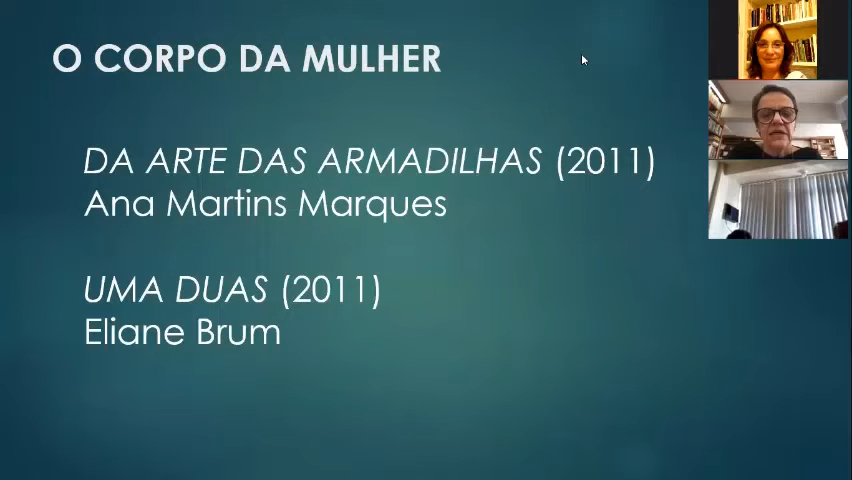 O CORPO DA MULHER
DA ARTE DAS ARMADILHAS (2011)
Ana Martins Marques
UMA DUAS (2011)
Eliane Brum